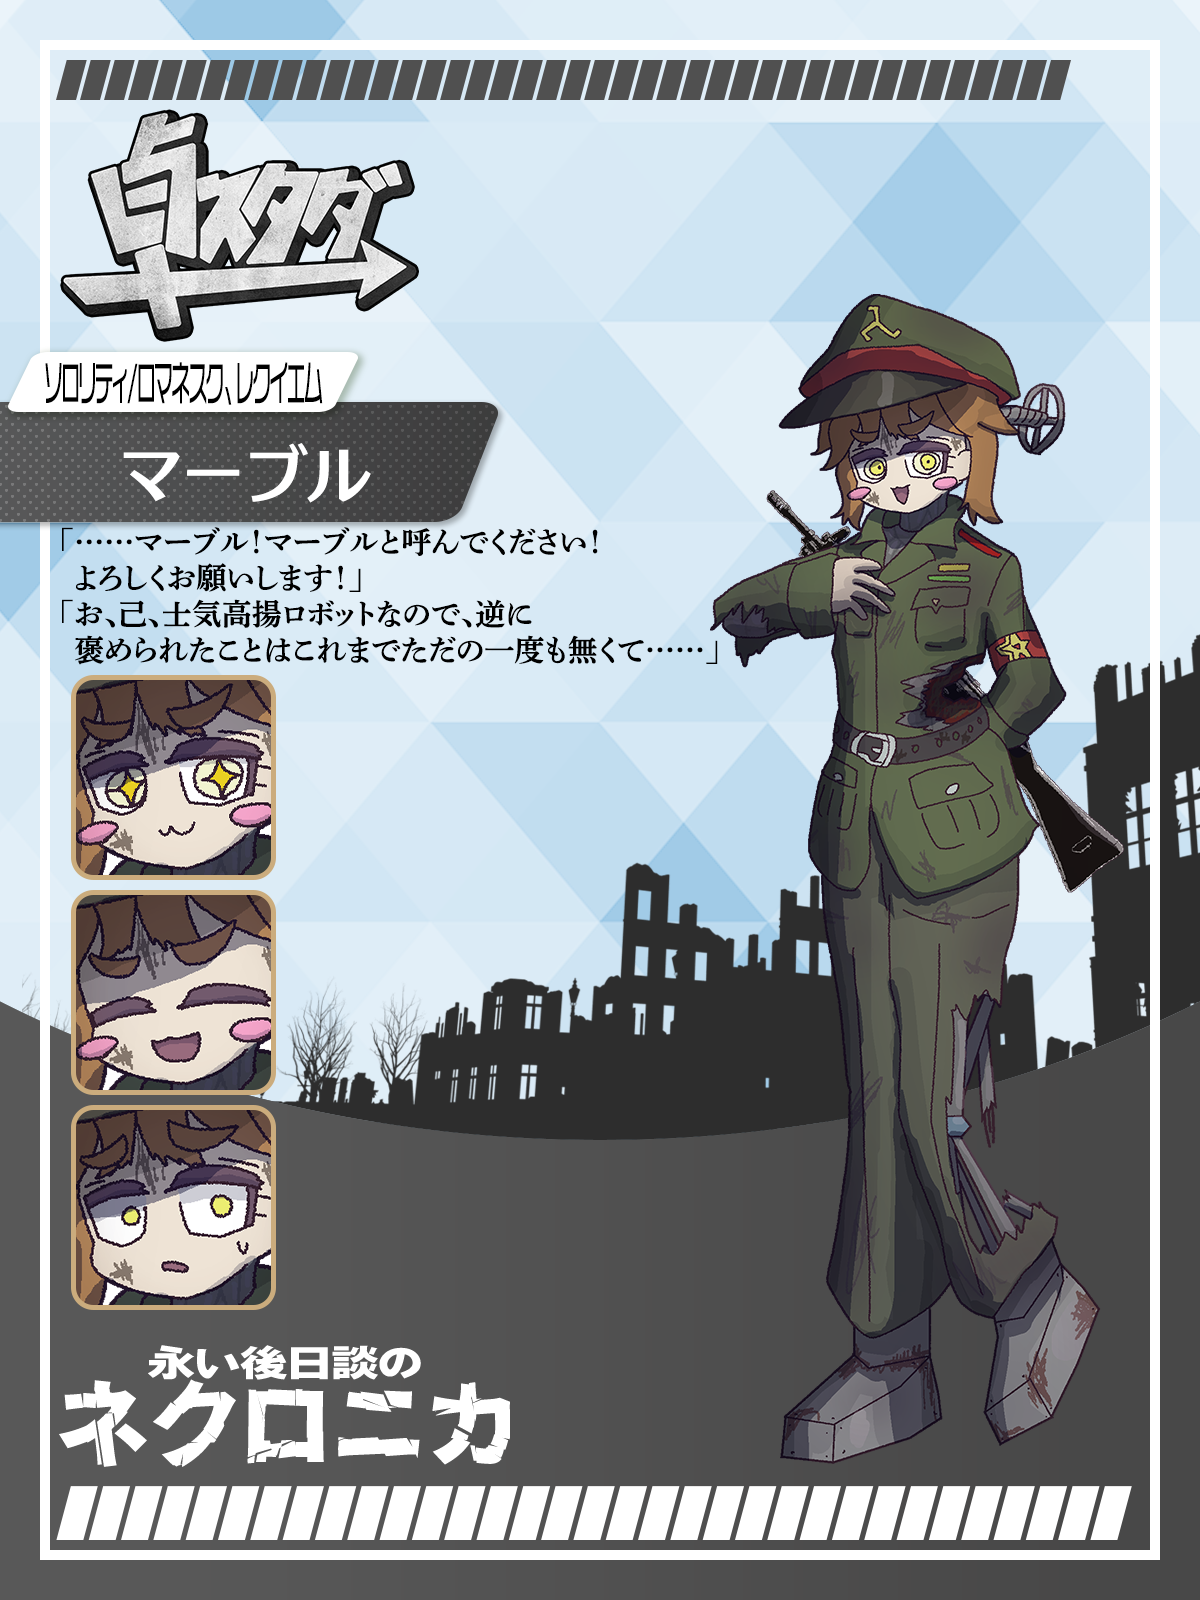 卓スタダ
ソロリティ/ロマネスク、レクイエム
マーブル
「……マーブル！マーブルと呼んでください！
よろしくお願いします！」
「お、己、士気高揚ロボットなので、逆に
褒められたことはこれまでただの一度も無くて……」
永い後日談の
ネクロニカ